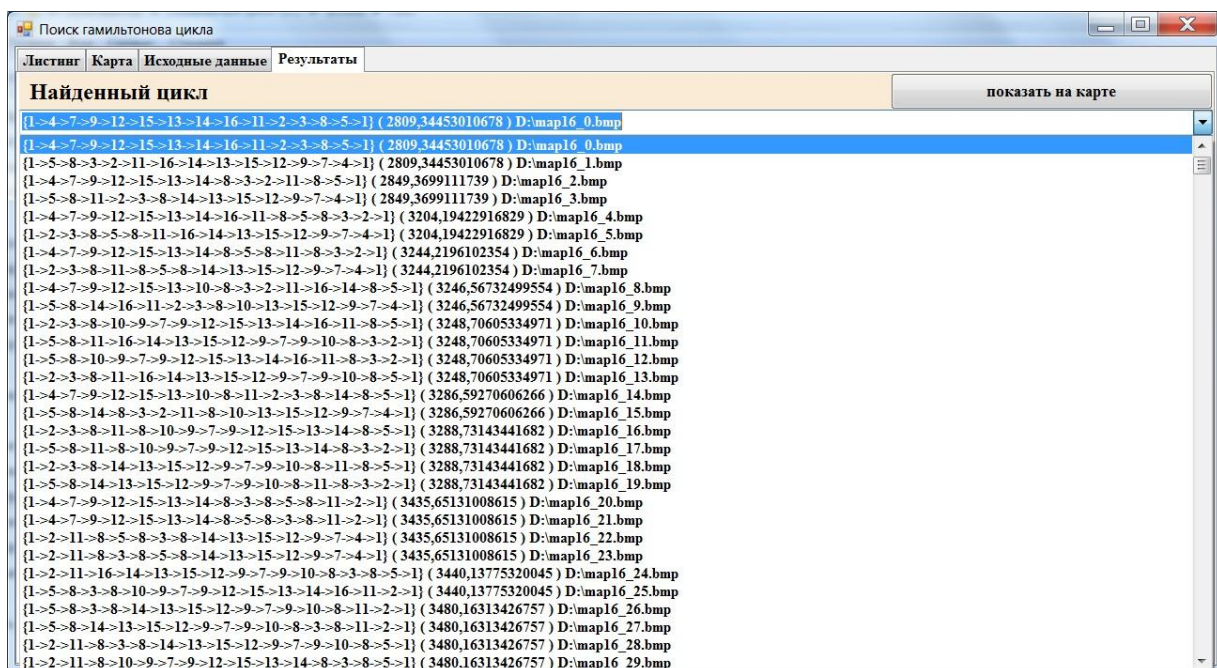 Поиск гамильтонова цикла
Листинг Карта Исходные данные Результаты
Найденный цикл показать на карте
{1->4->7->9->12->15->13->14->16->11->2->3->8->5->1} ( 2809,34453010678 ) D:\map16_0.bmp
{1->4->7->9->12->15->13->14->16->11->2->3->8->5->1} ( 2809,34453010678 ) D:\map16_0.bmp
{1->5->8->3->2->11->16->14->13->15->12->9->7->4->1} ( 2809,34453010678 ) D:\map16_1.bmp
{1->4->7->9->12->15->13->14->8->3->2->11->8->5->1} ( 2849,3699111739 ) D:\map16_2.bmp
{1->5->8->11->2->3->8->14->13->15->12->9->7->4->1} ( 2849,3699111739 ) D:\map16_3.bmp
{1->4->7->9->12->15->13->14->16->11->8->5->8->3->2->1} ( 3204,19422916829 ) D:\map16_4.bmp
{1->2->3->8->5->8->11->16->14->13->15->12->9->7->4->1} ( 3204,19422916829 ) D:\map16_5.bmp
{1->4->7->9->12->15->13->14->8->5->8->11->8->3->2->1} ( 3244,2196102354 ) D:\map16_6.bmp
{1->2->3->8->11->8->5->8->14->13->15->12->9->7->4->1} ( 3244,2196102354 ) D:\map16_7.bmp
{1->4->7->9->12->15->13->10->8->3->2->11->16->14->8->5->1} ( 3246,56732499554 ) D:\map16_8.bmp
{1->5->8->14->16->11->2->3->8->10->13->15->12->9->7->4->1} ( 3246,56732499554 ) D:\map16_9.bmp
{1->2->3->8->10->9->7->9->12->15->13->14->16->11->8->5->1} ( 3248,70605334971 ) D:\map16_10.bmp
{1->5->8->11->16->14->13->15->12->9->7->9->10->8->3->2->1} ( 3248,70605334971 ) D:\map16_11.bmp
{1->5->8->10->9->7->9->12->15->13->14->16->11->8->3->2->1} ( 3248,70605334971 ) D:\map16_12.bmp
{1->2->3->8->11->16->14->13->15->12->9->7->9->10->8->5->1} ( 3248,70605334971 ) D:\map16_13.bmp
{1->4->7->9->12->15->13->10->8->11->2->3->8->14->8->5->1} ( 3286,59270606266 ) D:\map16_14.bmp
{1->5->8->14->8->3->2->11->8->10->13->15->12->9->7->4->1} ( 3286,59270606266 ) D:\map16_15.bmp
{1->2->3->8->11->8->10->9->7->9->12->15->13->14->8->5->1} ( 3288,73143441682 ) D:\map16_16.bmp
{1->5->8->11->8->10->9->7->9->12->15->13->14->8->3->2->1} ( 3288,73143441682 ) D:\map16_17.bmp
{1->2->3->8->14->13->15->12->9->7->9->10->8->11->8->5->1} ( 3288,73143441682 ) D:\map16_18.bmp
{1->5->8->14->13->15->12->9->7->9->10->8->11->8->3->2->1} ( 3288,73143441682 ) D:\map16_19.bmp
{1->4->7->9->12->15->13->14->8->3->8->5->8->11->2->1} ( 3435,65131008615 ) D:\map16_20.bmp
{1->4->7->9->12->15->13->14->8->5->8->3->8->11->2->1} ( 3435,65131008615 ) D:\map16_21.bmp
{1->2->11->8->5->8->3->8->14->13->15->12->9->7->4->1} ( 3435,65131008615 ) D:\map16_22.bmp
{1->2->11->8->3->8->5->8->14->13->15->12->9->7->4->1} ( 3435,65131008615 ) D:\map16_23.bmp
{1->2->11->16->14->13->15->12->9->7->9->10->8->3->8->5->1} ( 3440,13775320045 ) D:\map16_24.bmp
{1->5->8->3->8->10->9->7->9->12->15->13->14->16->11->2->1} ( 3440,13775320045 ) D:\map16_25.bmp
{1->5->8->3->8->14->13->15->12->9->7->9->10->8->11->2->1} ( 3480,16313426757 ) D:\map16_26.bmp
{1->5->8->14->13->15->12->9->7->9->10->8->3->8->11->2->1} ( 3480,16313426757 ) D:\map16_27.bmp
{1->2->11->8->3->8->14->13->15->12->9->7->9->10->8->5->1} ( 3480,16313426757 ) D:\map16_28.bmp
{1->2->11->8->10->9->7->9->12->15->13->14->8->3->8->5->1} ( 3480,16313426757 ) D:\map16_29.bmp